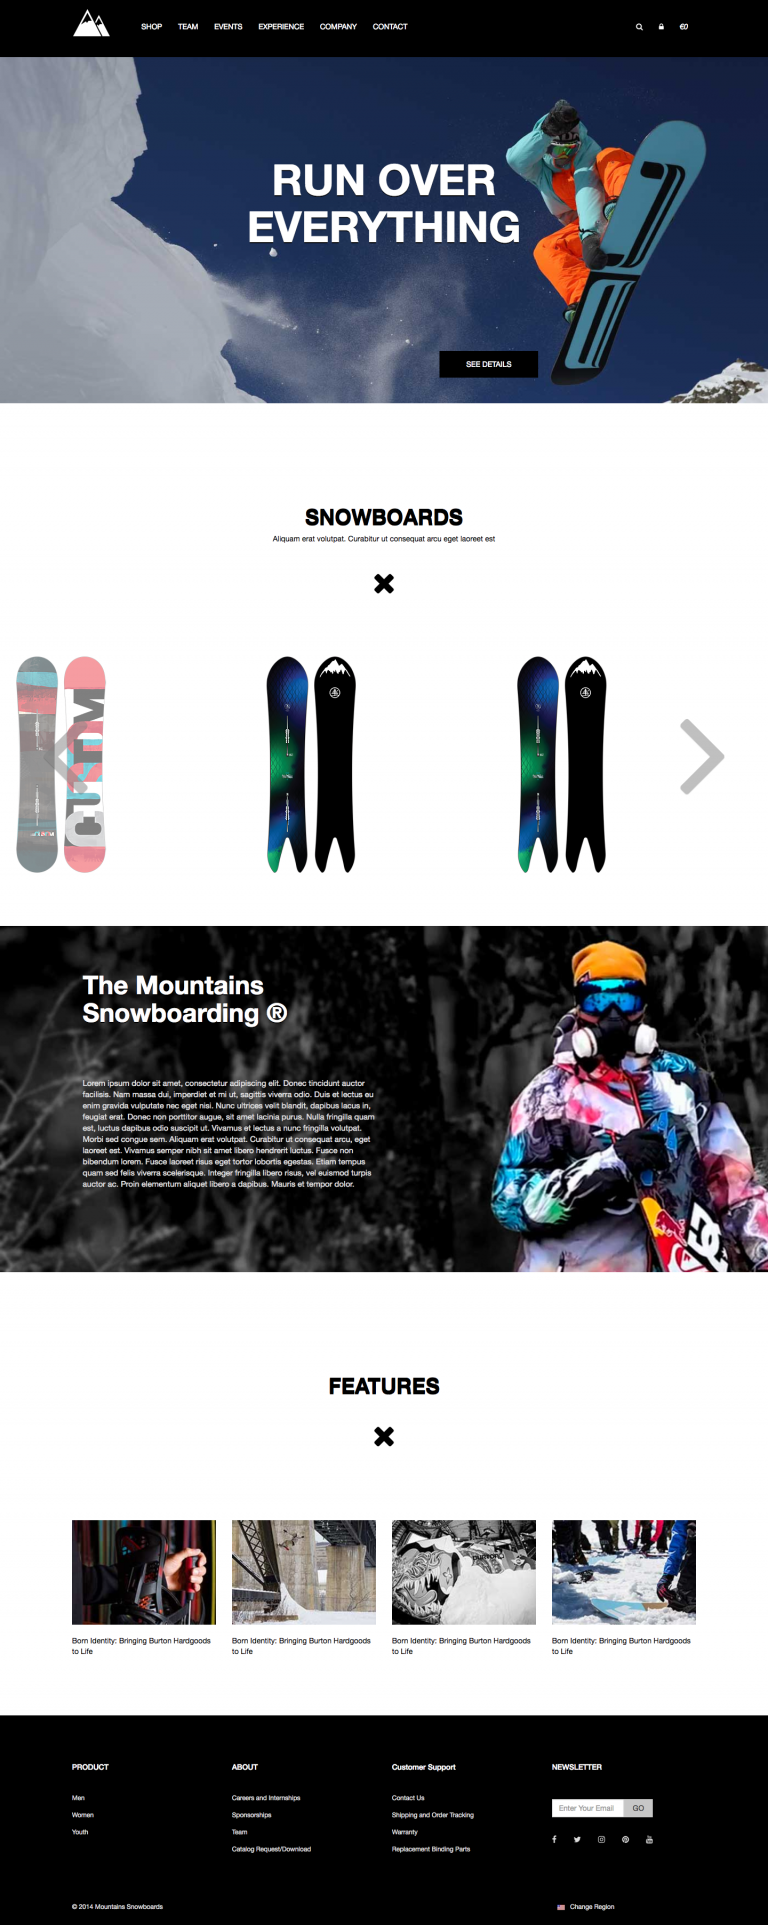 SHOP TEAM EVENTS EXPERIENCE COMPANY CONTACT €0
RUN OVER
EVERYTHING
SEE DETAILS
SNOWBOARDS
Aliquam erat volutpat. Curabitur ut consequat arcu eget laoreet est
CUSTOM
The Mountains
Snowboarding ®
Lorem ipsum dolor sit amet, consectetur adipiscing elit. Donec tincidunt auctor
facilisis. Nam massa dui, imperdiet et mi ut, sagittis viverra odio. Duis et lectus eu
enim gravida vulputate nec eget nisi. Nunc ultrices velit blandit, dapibus lacus in,
feugiat erat. Donec non porttitor augue, sit amet lacinia purus. Nulla fringilla quam
est, luctus dapibus odio suscipit ut. Vivamus et lectus a nunc fringilla volutpat.
Morbi sed congue sem. Aliquam erat volutpat. Curabitur ut consequat arcu, eget
laoreet est. Vivamus semper nibh sit amet libero hendrerit luctus. Fusce non
bibendum lorem. Fusce laoreet risus eget tortor lobortis egestas. Etiam tempus
quam sed felis viverra scelerisque. Integer fringilla libero risus, vel euismod turpis
auctor ac. Proin elementum aliquet libero a dapibus. Mauris et tempor dolor.
FEATURES
BURTON
Born Identity: Bringing Burton Hardgoods
to Life
Born Identity: Bringing Burton Hardgoods
to Life
Born Identity: Bringing Burton Hardgoods
to Life
Born Identity: Bringing Burton Hardgoods
to Life
PRODUCT
Men
Women
Youth
ABOUT
Careers and Internships
Sponsorships
Team
Catalog Request/Download
Customer Support
Contact Us
Shipping and Order Tracking
Warranty
Replacement Binding Parts
NEWSLETTER
Enter Your Email GO
© 2014 Mountains Snowboards
Change Region